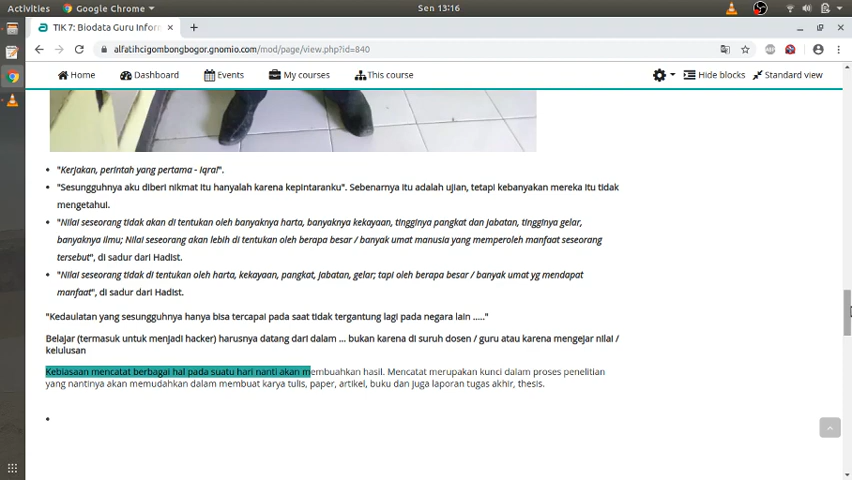 Activities
Google Chrome
Sen 13:16
TIK 7: Biodata Guru Inform
alfatihcigombongbogor.gnomio.com/mod/page/view.php?id=840
Home
Dashboard
Events
My courses
This course
Hide blocks
Standard view
"Kerjakan, perintah yang pertama - Iqra!".
"Sesungguhnya aku diberi nikmat itu hanyalah karena kepintaranku". Sebenarnya itu adalah ujian, tetapi kebanyakan mereka itu tidak
mengetahui.
"Nilai seseorang tidak akan di tentukan oleh banyaknya harta, banyaknya kekayaan, tingginya pangkat dan jabatan, tingginya gelar,
banyaknya ilmu; Nilai seseorang akan lebih di tentukan oleh berapa besar / banyak umat manusia yang memperoleh manfaat seseorang
tersebut", di sadur dari Hadist.
"Nilai seseorang tidak di tentukan oleh harta, kekayaan, pangkat, jabatan, gelar; tapi oleh berapa besar / banyak umat yg mendapat
manfaat", di sadur dari Hadist.
"Kedaulatan yang sesungguhnya hanya bisa tercapai pada saat tidak tergantung lagi pada negara lain ....."
Belajar (termasuk untuk menjadi hacker) harusnya datang dari dalam ... bukan karena di suruh dosen / guru atau karena mengejar nilai /
kelulusan
Kebiasaan mencatat berbagai hal pada suatu hari nanti akan membuahkan hasil. Mencatat merupakan kunci dalam proses penelitian
yang nantinya akan memudahkan dalam membuat karya tulis, paper, artikel, buku dan juga laporan tugas akhir, thesis.